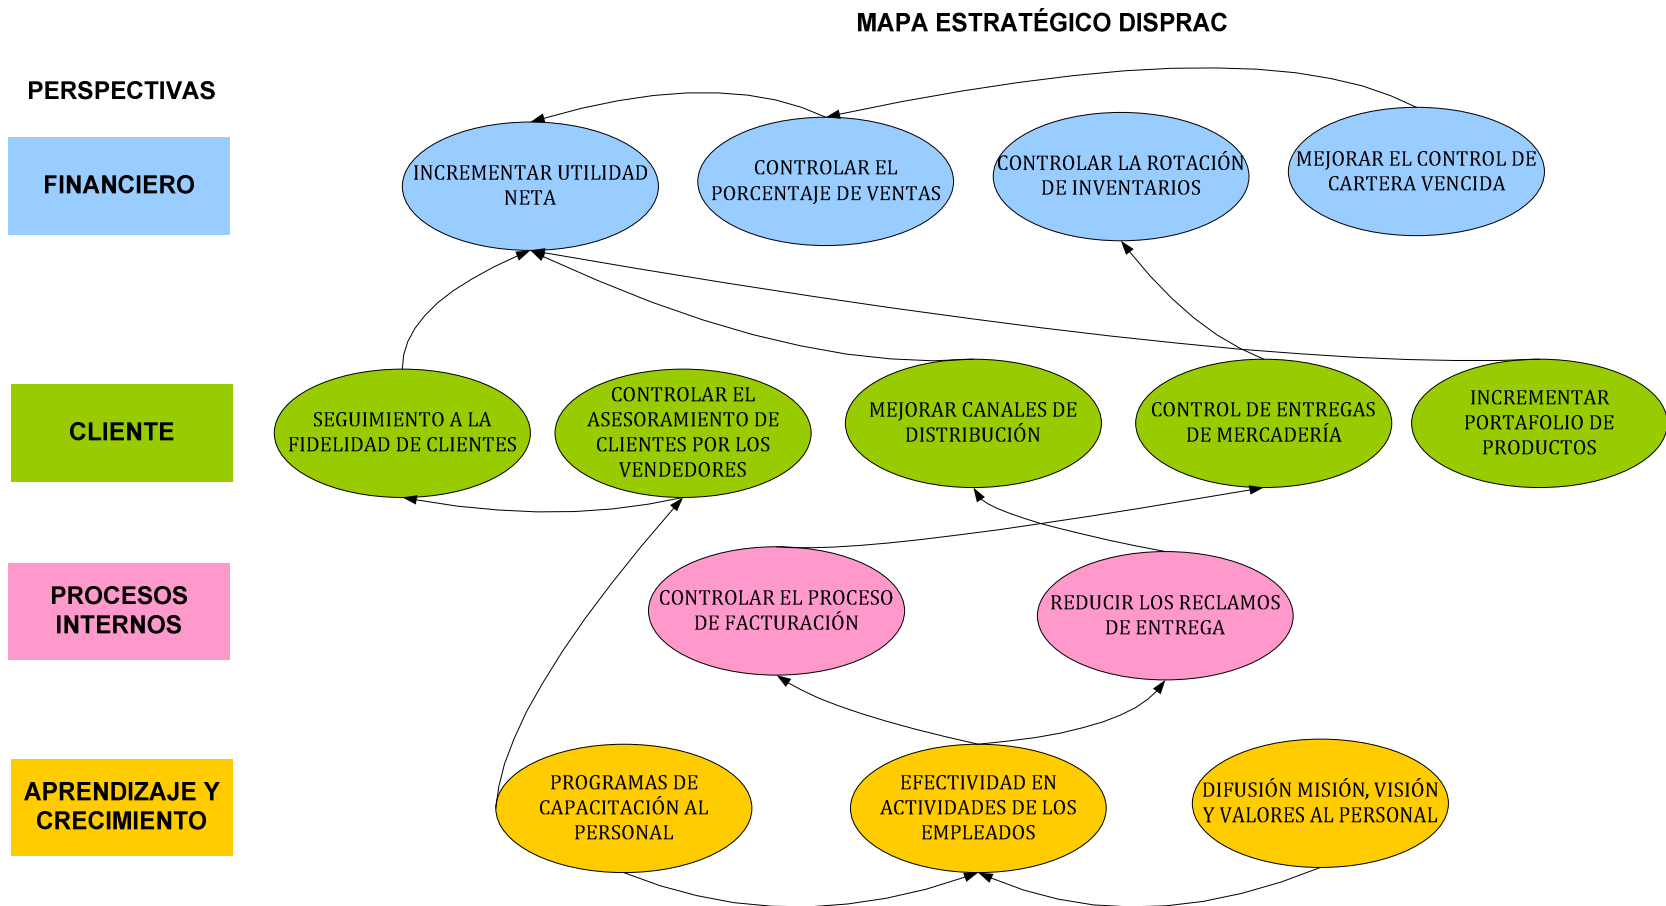 MAPA ESTRATÉGICO DISPRAC
PERSPECTIVAS
FINANCIERO
INCREMENTAR UTILIDAD
NETA
CONTROLAR EL
PORCENTAJE DE VENTAS
CONTROLAR LA ROTACIÓN
DE INVENTARIOS
MEJORAR EL CONTROL DE
CARTERA VENCIDA
CLIENTE
SEGUIMIENTO A LA
FIDELIDAD DE CLIENTES
CONTROLAR EL
ASESORAMIENTO DE
CLIENTES POR LOS
VENDEDORES
MEJORAR CANALES DE
DISTRIBUCIÓN
CONTROL DE ENTREGAS
DE MERCADERÍA
INCREMENTAR
PORTAFOLIO DE
PRODUCTOS
PROCESOS
INTERNOS
CONTROLAR EL PROCESO
DE FACTURACIÓN
REDUCIR LOS RECLAMOS
DE ENTREGA
APRENDIZAJE Y
CRECIMIENTO
PROGRAMAS DE
CAPACITACIÓN AL
PERSONAL
EFECTIVIDAD EN
ACTIVIDADES DE LOS
EMPLEADOS
DIFUSIÓN MISIÓN, VISIÓN
Y VALORES AL PERSONAL